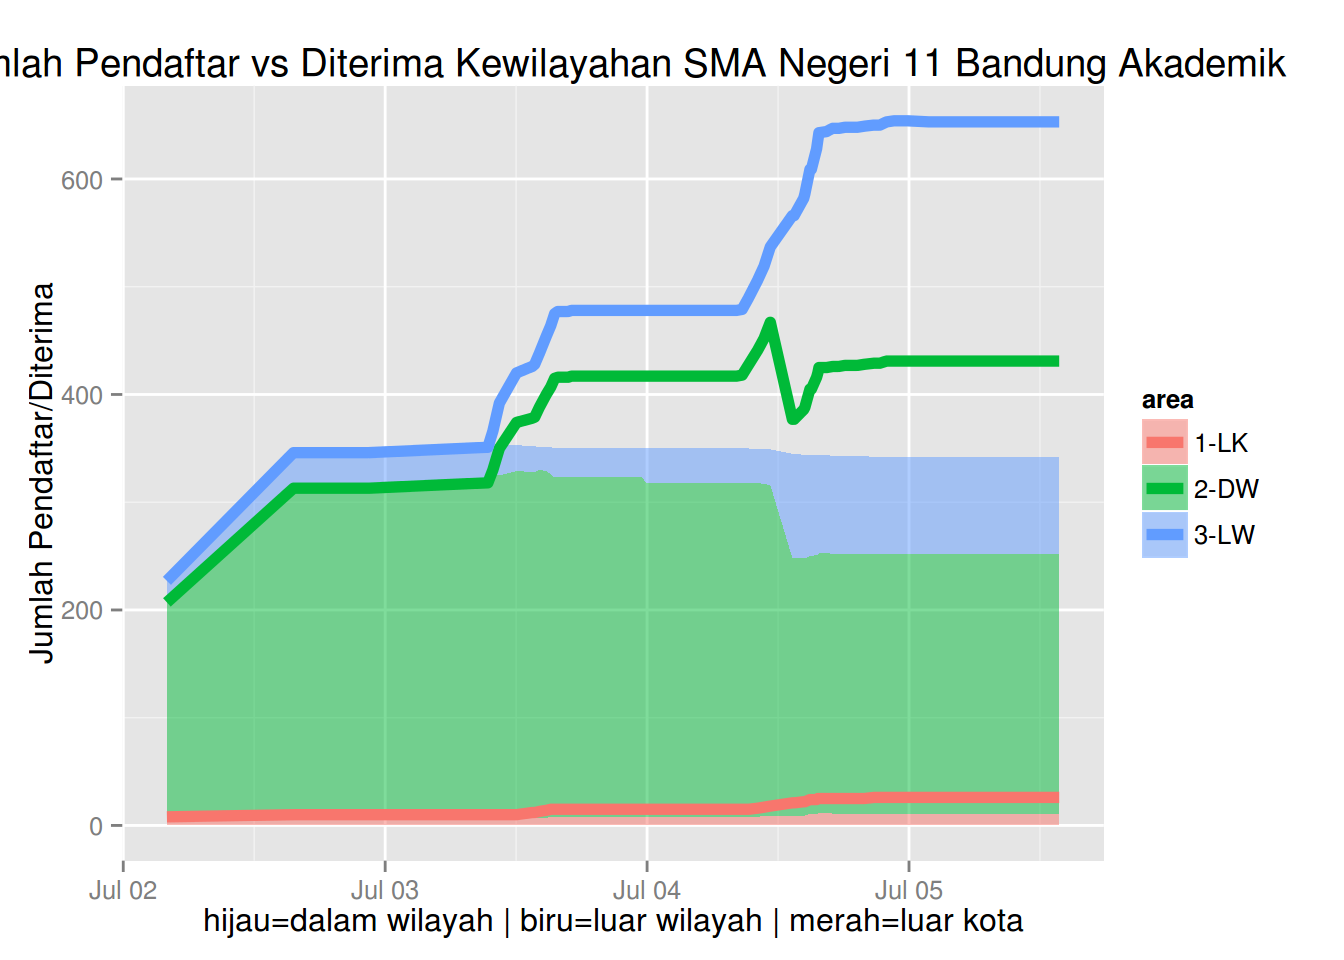 mlah Pendaftar vs Diterima Kewilayahan SMA Negeri 11 Bandung Akademik
Jumlah Pendaftar/Diterima
600
400
200
0
Jul 02
Jul 03
Jul 04
Jul 05
hijau=dalam wilayah | biru=luar wilayah | merah=luar kota
area
1-LK
2-DW
3-LW